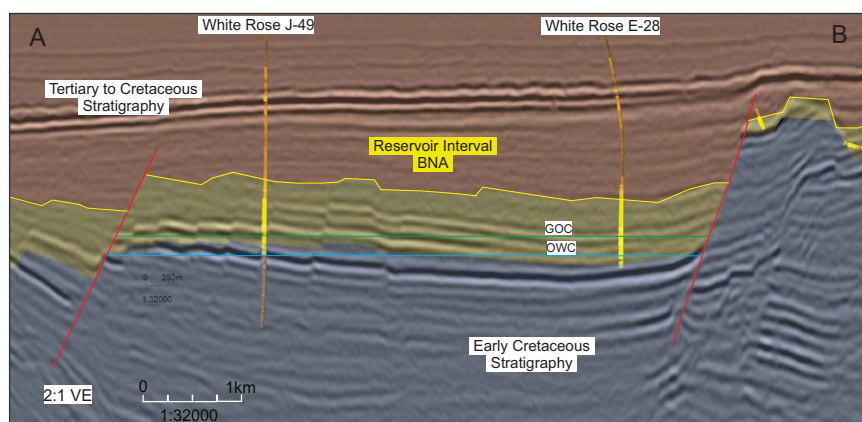 A
White Rose J-49
White Rose E-28
B
Tertiary to Cretaceous
Stratigraphy
Reservoir Interval
BNA
GOC
OWC
0 250m
1:32000
Early Cretaceous
Stratigraphy
2:1 VE
0 1km
1:32000